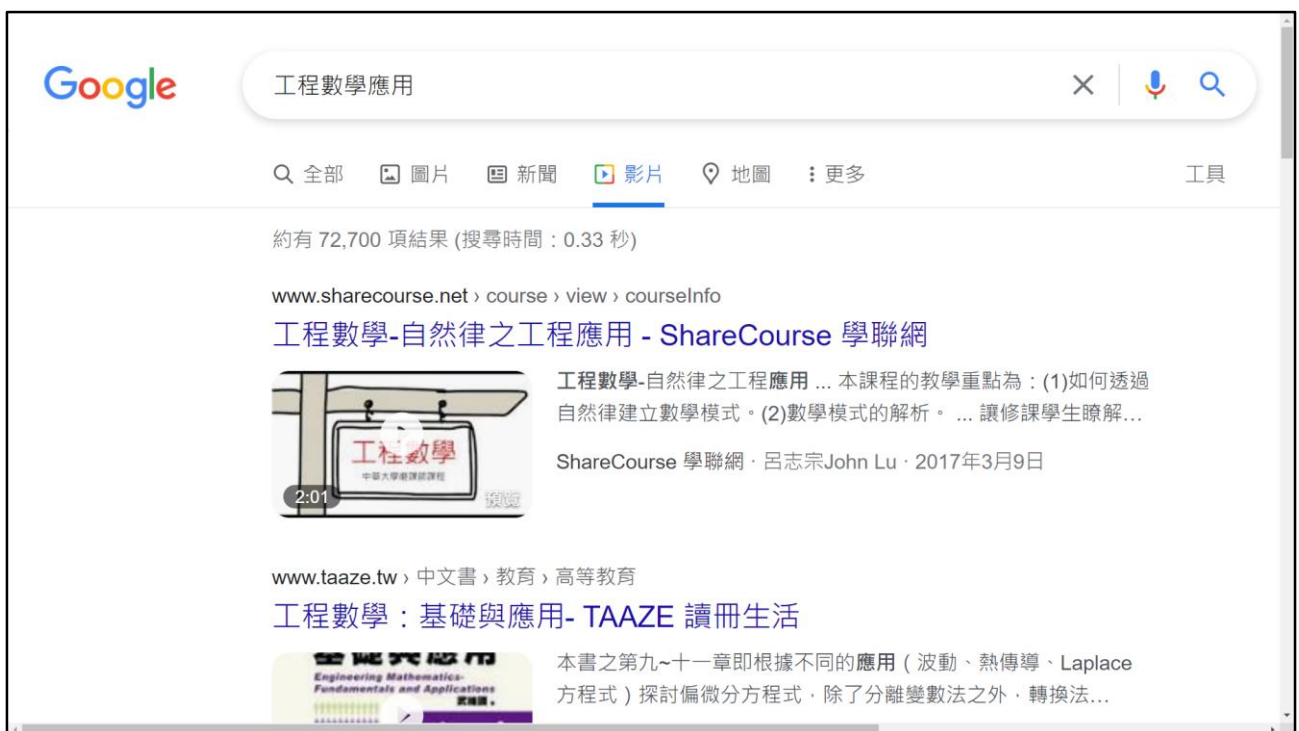 Google
工程數學應用
全部 圖片 新聞 影片 地圖 更多 工具
約有 72,700 項結果 (搜尋時間：0.33 秒)
www.sharecourse.net › course › view › courseInfo
工程數學-自然律之工程應用 - ShareCourse 學聯網
工程數學
2:01
預覽
工程數學-自然律之工程應用 ... 本課程的教學重點為：(1)如何透過
自然律建立數學模式。(2)數學模式的解析。 ... 讓修課學生瞭解...
ShareCourse 學聯網 · 呂志宗John Lu · 2017年3月9日
www.taaze.tw › 中文書 › 教育 › 高等教育
工程數學：基礎與應用- TAAZE 讀冊生活
基礎與應用
Engineering Mathematics-
Fundamentals and Applications
本書之第九~十一章即根據不同的應用（波動、熱傳導、Laplace
方程式）探討偏微分方程式，除了分離變數法之外，轉換法...